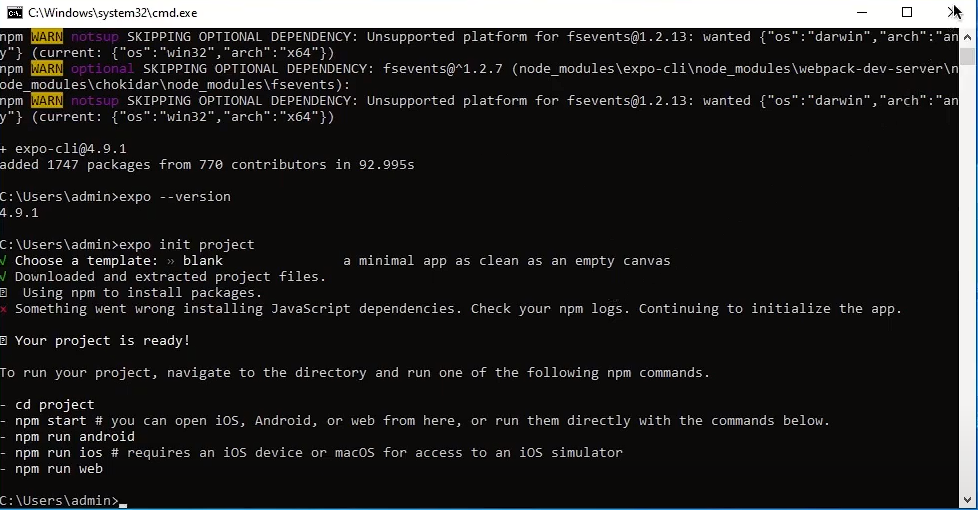 C:\Windows\system32\cmd.exe
npm WARN notsup SKIPPING OPTIONAL DEPENDENCY: Unsupported platform for fsevents@1.2.13: wanted {"os":"darwin","arch":"an
y"} (current: {"os":"win32","arch":"x64"})
npm WARN optional SKIPPING OPTIONAL DEPENDENCY: fsevents@^1.2.7 (node_modules\expo-cli\node_modules\webpack-dev-server\n
ode_modules\chokidar\node_modules\fsevents):
npm WARN notsup SKIPPING OPTIONAL DEPENDENCY: Unsupported platform for fsevents@1.2.13: wanted {"os":"darwin","arch":"an
y"} (current: {"os":"win32","arch":"x64"})
+ expo-cli@4.9.1
added 1747 packages from 770 contributors in 92.995s
C:\Users\admin>expo --version
4.9.1
C:\Users\admin>expo init project
√ Choose a template: » blank a minimal app as clean as an empty canvas
√ Downloaded and extracted project files.
Using npm to install packages.
× Something went wrong installing JavaScript dependencies. Check your npm logs. Continuing to initialize the app.
Your project is ready!
To run your project, navigate to the directory and run one of the following npm commands.
- cd project
- npm start # you can open iOS, Android, or web from here, or run them directly with the commands below.
- npm run android
- npm run ios # requires an iOS device or macOS for access to an iOS simulator
- npm run web
C:\Users\admin>